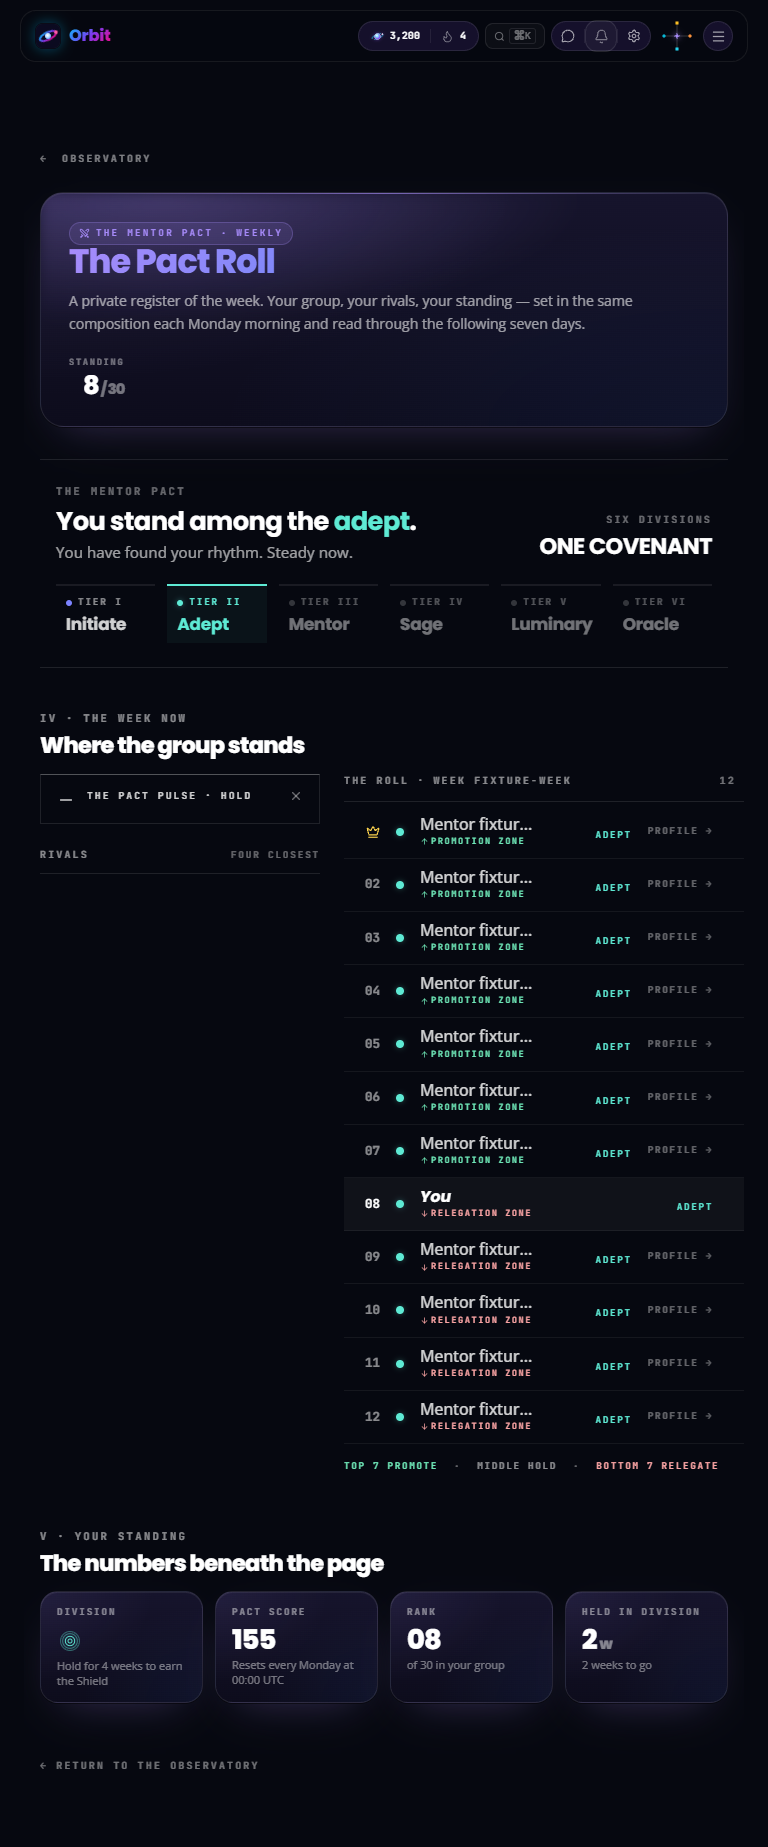 Orbit
3,200
4
⌘K
← OBSERVATORY
THE MENTOR PACT · WEEKLY
The Pact Roll
A private register of the week. Your group, your rivals, your standing — set in the same
composition each Monday morning and read through the following seven days.
STANDING
8/30
THE MENTOR PACT
You stand among the adept.
You have found your rhythm. Steady now.
SIX DIVISIONS
ONE COVENANT
TIER I
Initiate
TIER II
Adept
TIER III
Mentor
TIER IV
Sage
TIER V
Luminary
TIER VI
Oracle
IV · THE WEEK NOW
Where the group stands
— THE PACT PULSE · HOLD ×
RIVALS FOUR CLOSEST
THE ROLL · WEEK FIXTURE-WEEK 12
Mentor fixtur... ADEPT PROFILE →
↑ PROMOTION ZONE
02 Mentor fixtur... ADEPT PROFILE →
↑ PROMOTION ZONE
03 Mentor fixtur... ADEPT PROFILE →
↑ PROMOTION ZONE
04 Mentor fixtur... ADEPT PROFILE →
↑ PROMOTION ZONE
05 Mentor fixtur... ADEPT PROFILE →
↑ PROMOTION ZONE
06 Mentor fixtur... ADEPT PROFILE →
↑ PROMOTION ZONE
07 Mentor fixtur... ADEPT PROFILE →
↑ PROMOTION ZONE
08 You ADEPT
↓ RELEGATION ZONE
09 Mentor fixtur... ADEPT PROFILE →
↓ RELEGATION ZONE
10 Mentor fixtur... ADEPT PROFILE →
↓ RELEGATION ZONE
11 Mentor fixtur... ADEPT PROFILE →
↓ RELEGATION ZONE
12 Mentor fixtur... ADEPT PROFILE →
↓ RELEGATION ZONE
TOP 7 PROMOTE · MIDDLE HOLD · BOTTOM 7 RELEGATE
V · YOUR STANDING
The numbers beneath the page
DIVISION
Hold for 4 weeks to earn
the Shield
PACT SCORE
155
Resets every Monday at
00:00 UTC
RANK
08
of 30 in your group
HELD IN DIVISION
2w
2 weeks to go
← RETURN TO THE OBSERVATORY